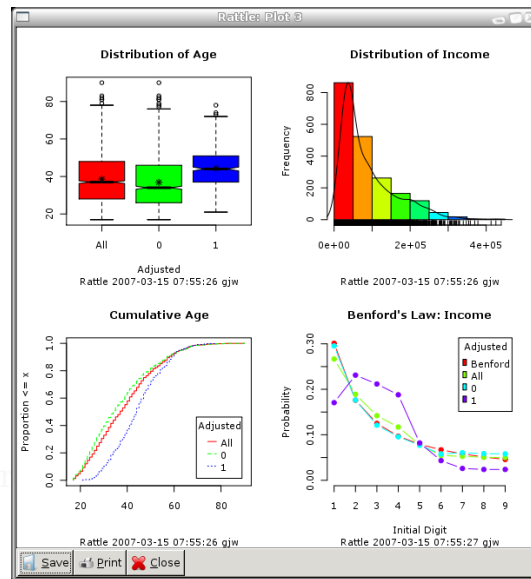 Rattle: Plot 3
Distribution of Age
80
60
40
20
All 0 1
Adjusted
Rattle 2007-03-15 07:55:26 gjw
Distribution of Income
Frequency
800
600
400
200
0
0e+00 2e+05 4e+05
Rattle 2007-03-15 07:55:26 gjw
Cumulative Age
Proportion <= x
1.0
0.8
0.6
0.4
0.2
0.0
20 40 60 80
Adjusted
All
0
1
Rattle 2007-03-15 07:55:26 gjw
Benford's Law: Income
Probability
0.30
0.20
0.10
0.00
1 2 3 4 5 6 7 8 9
Adjusted
Benford
All
0
1
Initial Digit
Rattle 2007-03-15 07:55:27 gjw
Save Print Close